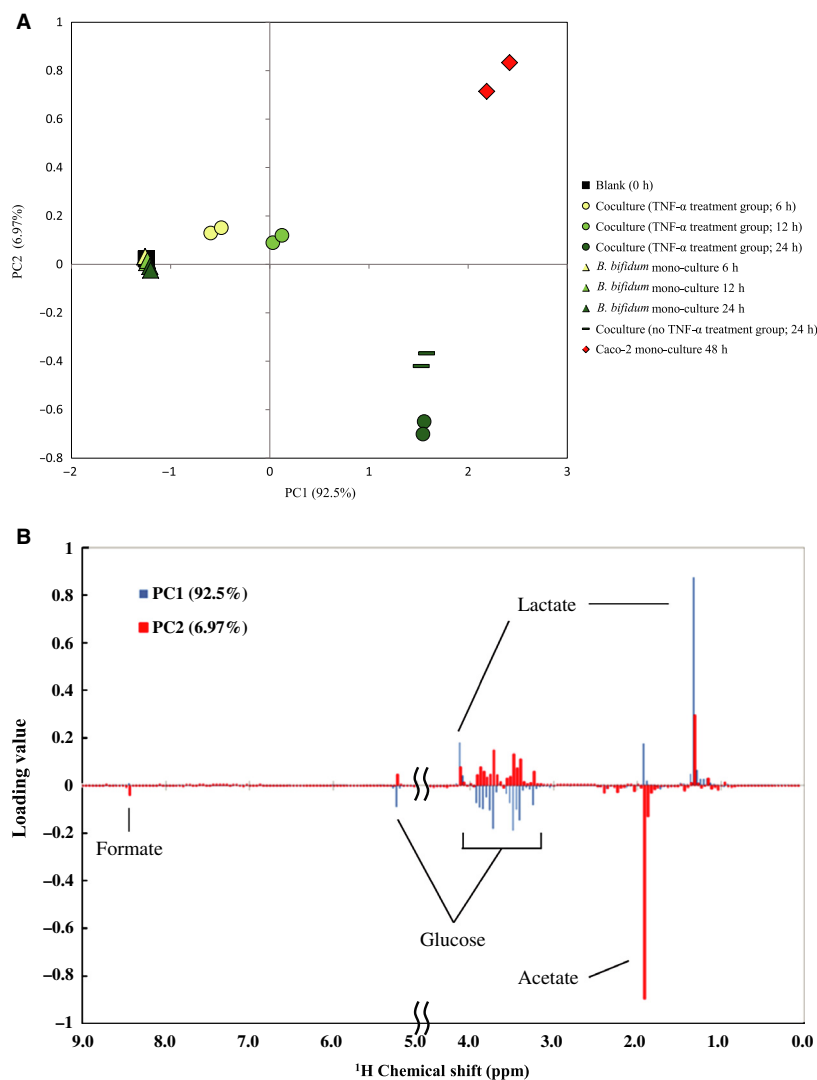 A
1
0.8
0.6
0.4
0.2
0
−0.2
−0.4
−0.6
−0.8
PC2 (6.97%)
−2
−1
0
1
2
3
PC1 (92.5%)
Blank (0 h)
Coculture (TNF-α treatment group; 6 h)
Coculture (TNF-α treatment group; 12 h)
Coculture (TNF-α treatment group; 24 h)
B. bifidum mono-culture 6 h
B. bifidum mono-culture 12 h
B. bifidum mono-culture 24 h
Coculture (no TNF-α treatment group; 24 h)
Caco-2 mono-culture 48 h
B
1
0.8
0.6
0.4
0.2
0
−0.2
−0.4
−0.6
−0.8
−1
Loading value
PC1 (92.5%)
PC2 (6.97%)
Lactate
Formate
Glucose
Acetate
9.0
8.0
7.0
6.0
5.0
4.0
3.0
2.0
1.0
0.0
¹H Chemical shift (ppm)